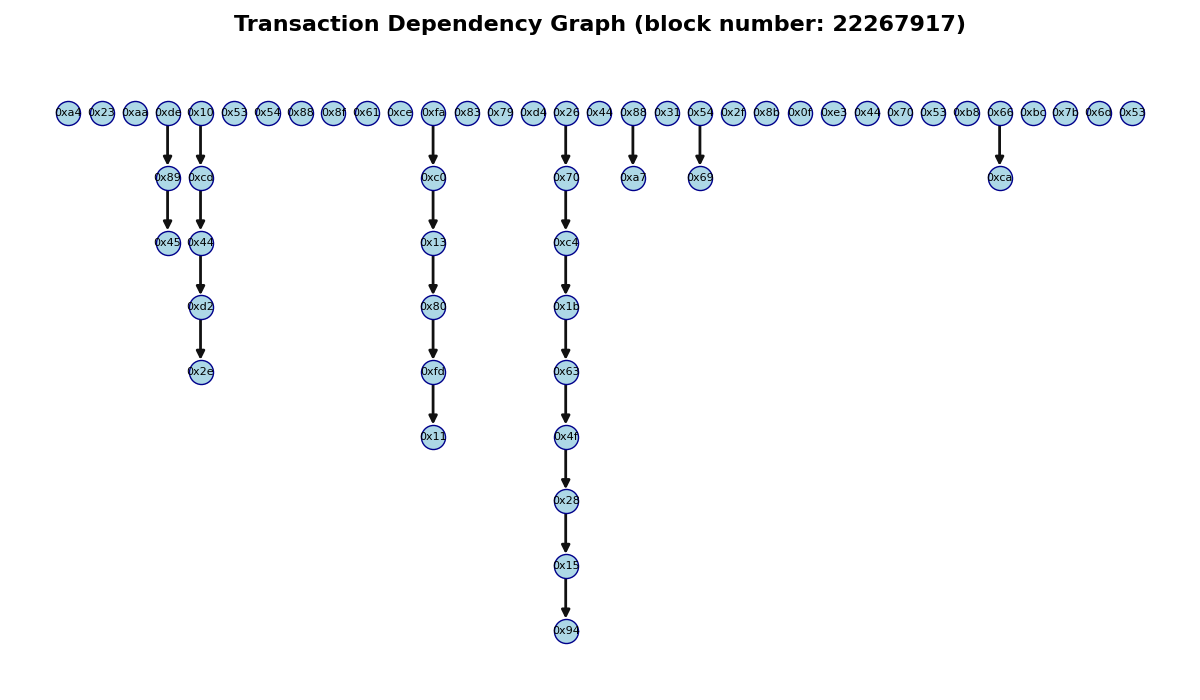 Transaction Dependency Graph (block number: 22267917)
0xa4 0x23 0xaa 0xde 0x10 0x53 0x54 0x88 0x8f 0x61 0xce 0xfa 0x83 0x79 0xd4 0x26 0x44 0x88 0x31 0x54 0x2f 0x8b 0x0f 0xe3 0x44 0x70 0x53 0xb8 0x66 0xbc 0x7b 0x6d 0x53
0x89 0xcd 0xc0 0x70 0xa7 0x69 0xca
0x45 0x44 0x13 0xc4
0xd2 0x80 0x1b
0x2e 0xfd 0x63
0x11 0x4f
0x28
0x15
0x94